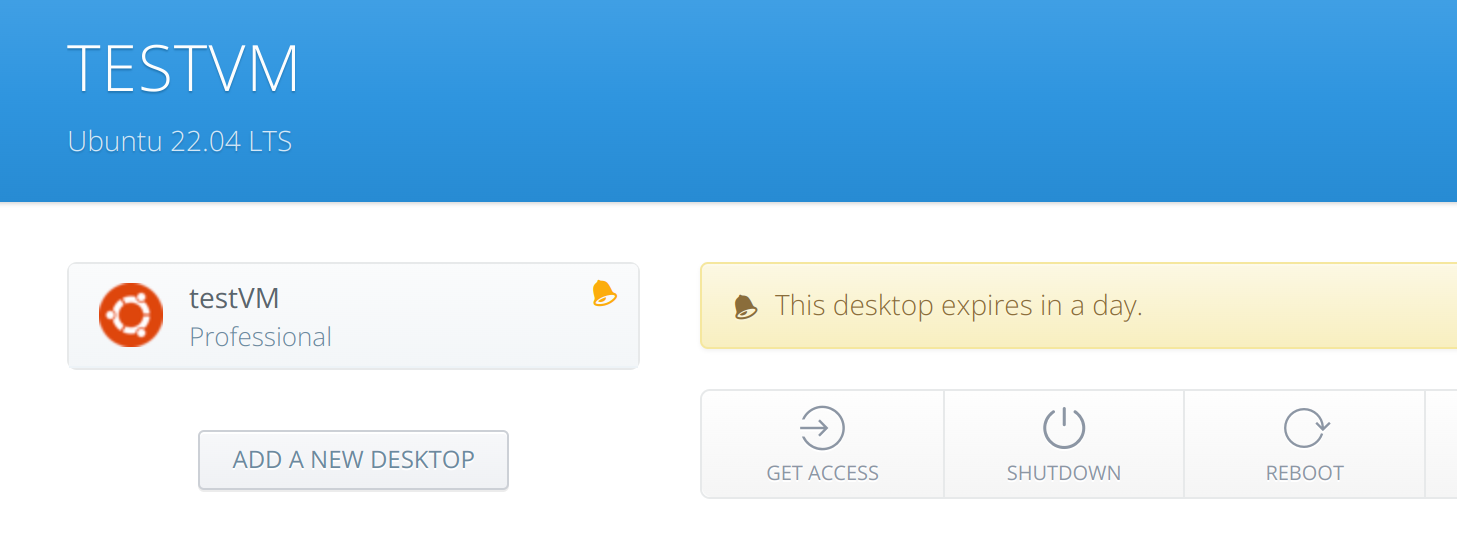 TESTVM
Ubuntu 22.04 LTS
testVM
Professional
ADD A NEW DESKTOP
This desktop expires in a day.
GET ACCESS
SHUTDOWN
REBOOT